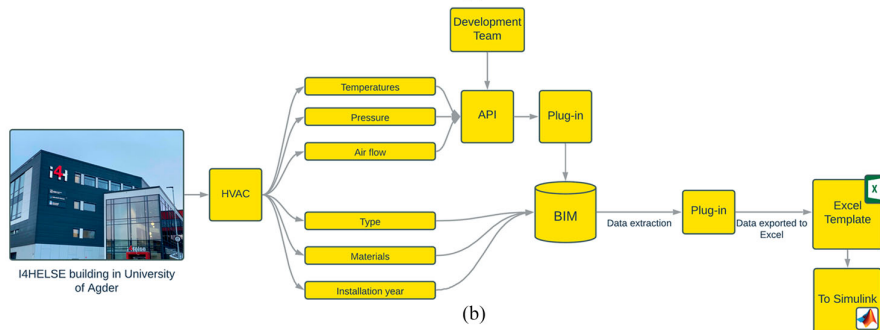 Development
Team
Temperatures
Pressure
Air flow
API
Plug-in
i4H
HVAC
Type
Materials
Installation year
BIM
Data extraction
Plug-in
Data exported to
Excel
X
Excel
Template
To Simulink
I4HELSE building in University
of Agder
(b)